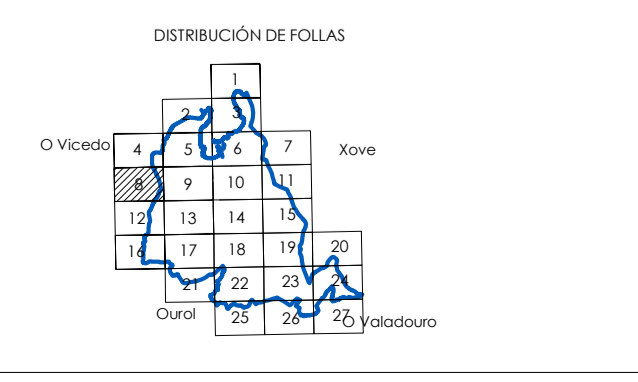 DISTRIBUCIÓN DE FOLLAS
1
2 3
O Vicedo 4 5 6 7 Xove
8 9 10 11
12 13 14 15
16 17 18 19 20
21 22 23 24
Ourol 25 26 27 O Valadouro